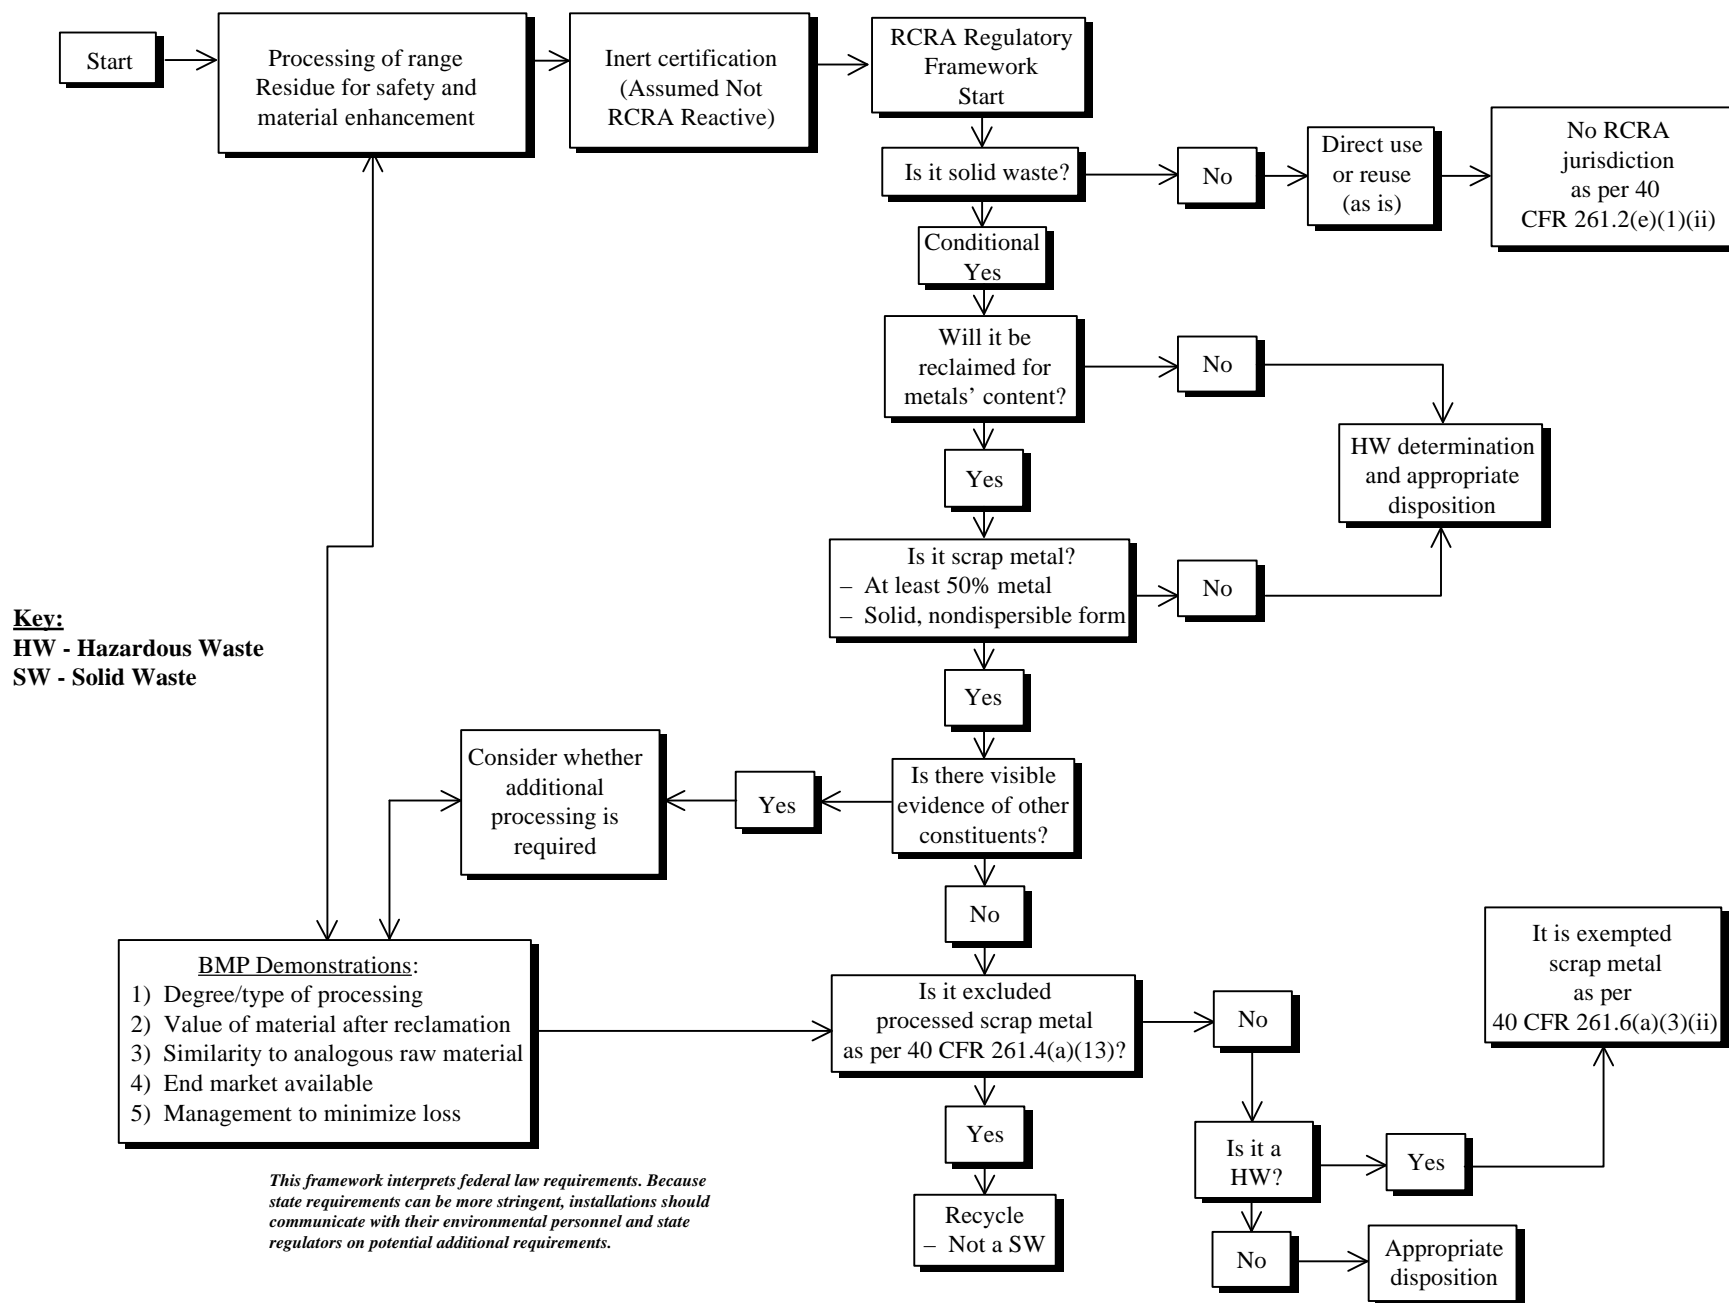 Start
Processing of range
Residue for safety and
material enhancement
Inert certification
(Assumed Not
RCRA Reactive)
RCRA Regulatory
Framework
Start
Is it solid waste?
No
Direct use
or reuse
(as is)
No RCRA
jurisdiction
as per 40
CFR 261.2(e)(1)(ii)
Conditional
Yes
Will it be
reclaimed for
metals’ content?
No
HW determination
and appropriate
disposition
Yes
Is it scrap metal?
– At least 50% metal
– Solid, nondispersible form
No
Key:
HW - Hazardous Waste
SW - Solid Waste
Yes
Is there visible
evidence of other
constituents?
Yes
Consider whether
additional
processing is
required
No
BMP Demonstrations:
1) Degree/type of processing
2) Value of material after reclamation
3) Similarity to analogous raw material
4) End market available
5) Management to minimize loss
Is it excluded
processed scrap metal
as per 40 CFR 261.4(a)(13)?
No
It is exempted
scrap metal
as per
40 CFR 261.6(a)(3)(ii)
Yes
Is it a
HW?
Yes
Recycle
– Not a SW
No
Appropriate
disposition
This framework interprets federal law requirements. Because
state requirements can be more stringent, installations should
communicate with their environmental personnel and state
regulators on potential additional requirements.